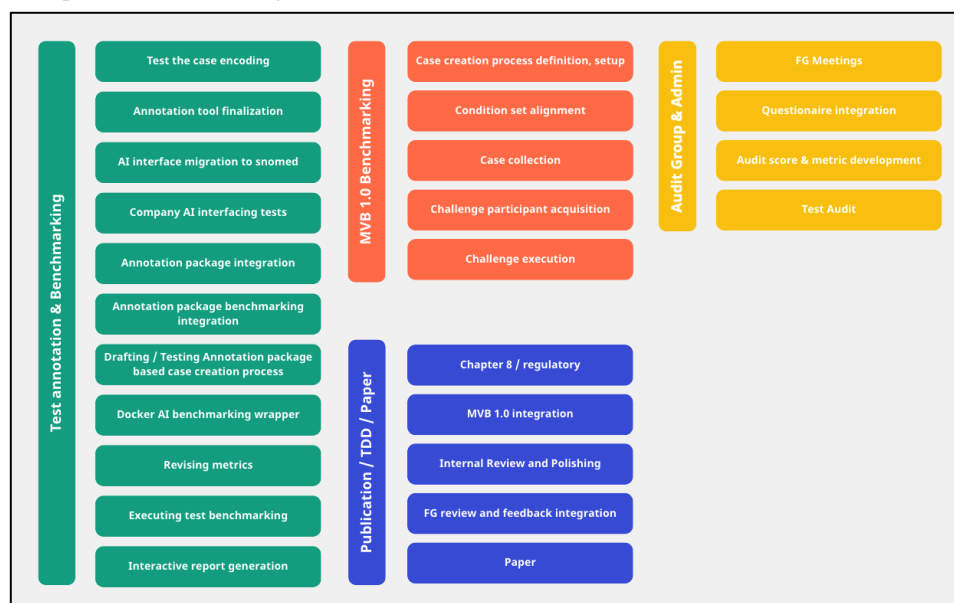 Test annotation & Benchmarking
Test the case encoding
Annotation tool finalization
AI interface migration to snomed
Company AI interfacing tests
Annotation package integration
Annotation package benchmarking
integration
Drafting / Testing Annotation package
based case creation process
Docker AI benchmarking wrapper
Revising metrics
Executing test benchmarking
Interactive report generation
MVB 1.0 Benchmarking
Case creation process definition, setup
Condition set alignment
Case collection
Challenge participant acquisition
Challenge execution
Publication / TDD / Paper
Chapter 8 / regulatory
MVB 1.0 integration
Internal Review and Polishing
FG review and feedback integration
Paper
Audit Group & Admin
FG Meetings
Questionaire integration
Audit score & metric development
Test Audit